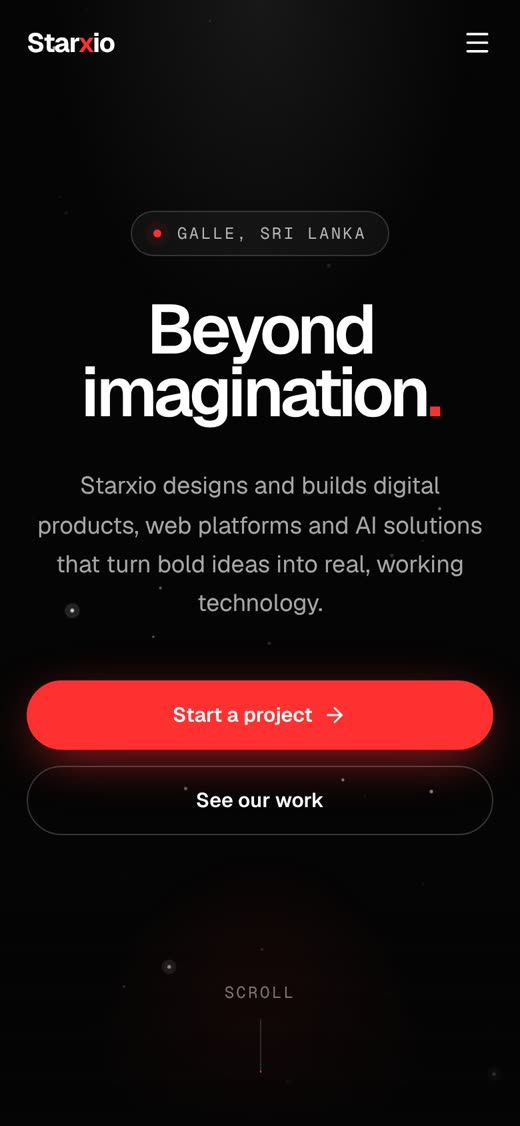 Starxio
GALLE, SRI LANKA
Beyond
imagination.
Starxio designs and builds digital
products, web platforms and AI solutions
that turn bold ideas into real, working
technology.
Start a project →
See our work
SCROLL